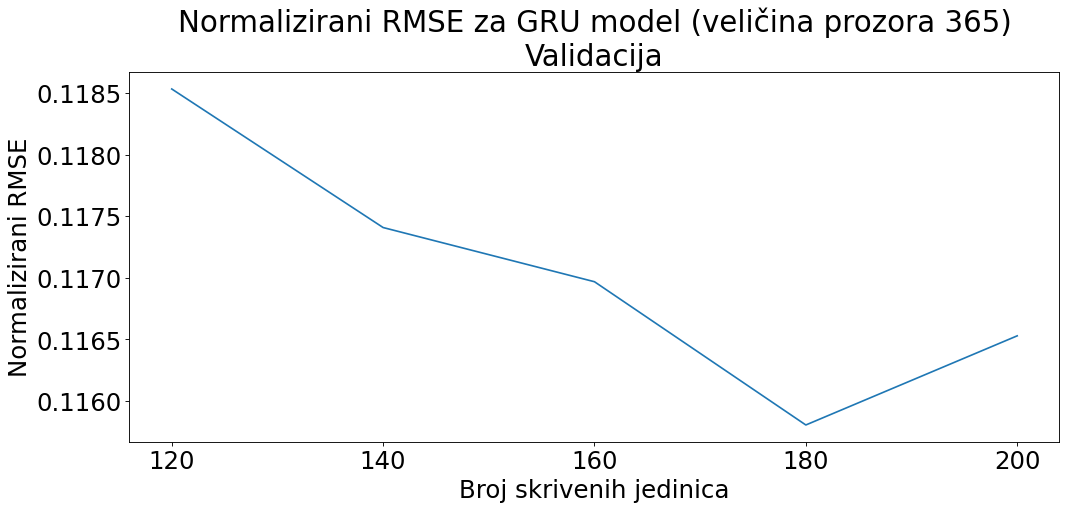 Normalizirani RMSE za GRU model (veličina prozora 365)
Validacija
Normalizirani RMSE
0.1185
0.1180
0.1175
0.1170
0.1165
0.1160
120 140 160 180 200
Broj skrivenih jedinica